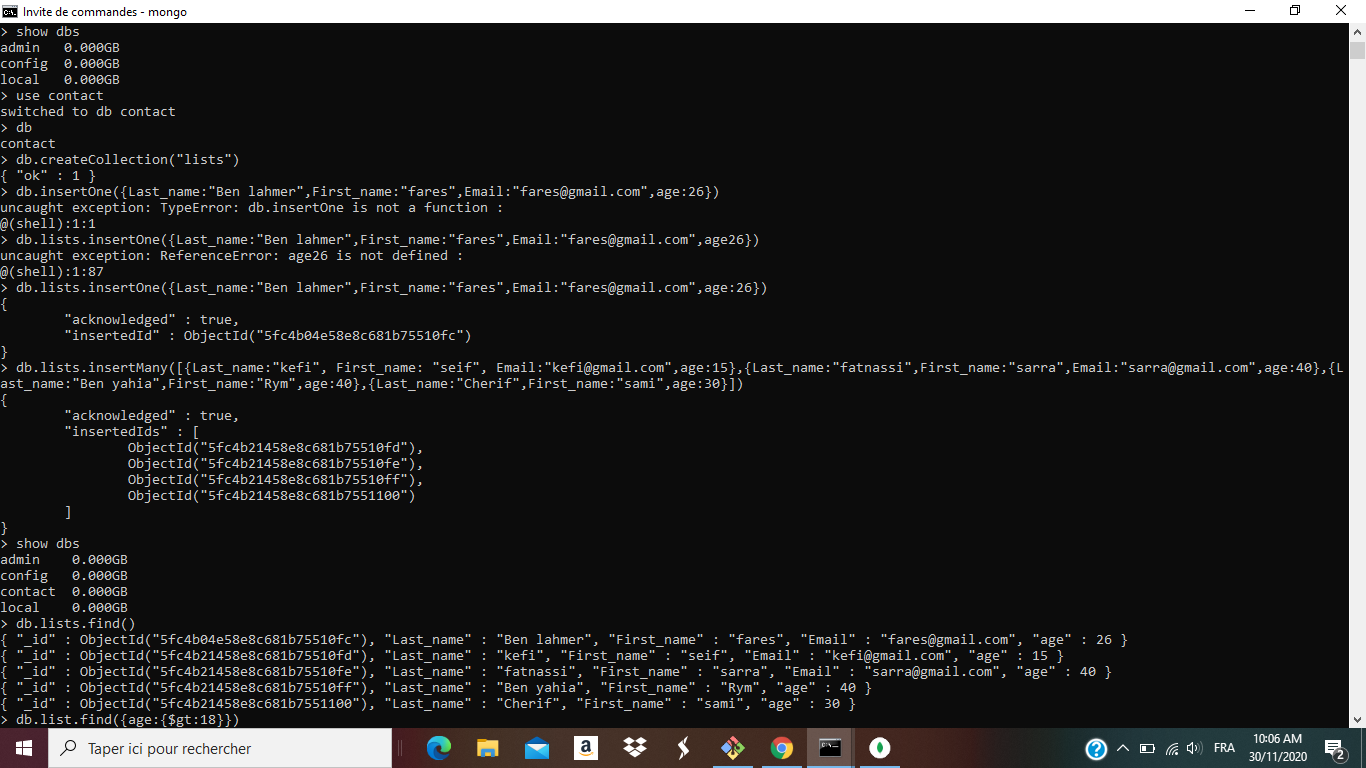 Invite de commandes - mongo
> show dbs
admin   0.000GB
config  0.000GB
local   0.000GB
> use contact
switched to db contact
> db
contact
> db.createCollection("lists")
{ "ok" : 1 }
> db.insertOne({Last_name:"Ben lahmer",First_name:"fares",Email:"fares@gmail.com",age:26})
uncaught exception: TypeError: db.insertOne is not a function :
@(shell):1:1
> db.lists.insertOne({Last_name:"Ben lahmer",First_name:"fares",Email:"fares@gmail.com",age26})
uncaught exception: ReferenceError: age26 is not defined :
@(shell):1:87
> db.lists.insertOne({Last_name:"Ben lahmer",First_name:"fares",Email:"fares@gmail.com",age:26})
{
        "acknowledged" : true,
        "insertedId" : ObjectId("5fc4b04e58e8c681b75510fc")
}
> db.lists.insertMany([{Last_name:"kefi", First_name: "seif", Email:"kefi@gmail.com",age:15},{Last_name:"fatnassi",First_name:"sarra",Email:"sarra@gmail.com",age:40},{L
ast_name:"Ben yahia",First_name:"Rym",age:40},{Last_name:"Cherif",First_name:"sami",age:30}])
{
        "acknowledged" : true,
        "insertedIds" : [
                ObjectId("5fc4b21458e8c681b75510fd"),
                ObjectId("5fc4b21458e8c681b75510fe"),
                ObjectId("5fc4b21458e8c681b75510ff"),
                ObjectId("5fc4b21458e8c681b7551100")
        ]
}
> show dbs
admin    0.000GB
config   0.000GB
contact  0.000GB
local    0.000GB
> db.lists.find()
{ "_id" : ObjectId("5fc4b04e58e8c681b75510fc"), "Last_name" : "Ben lahmer", "First_name" : "fares", "Email" : "fares@gmail.com", "age" : 26 }
{ "_id" : ObjectId("5fc4b21458e8c681b75510fd"), "Last_name" : "kefi", "First_name" : "seif", "Email" : "kefi@gmail.com", "age" : 15 }
{ "_id" : ObjectId("5fc4b21458e8c681b75510fe"), "Last_name" : "fatnassi", "First_name" : "sarra", "Email" : "sarra@gmail.com", "age" : 40 }
{ "_id" : ObjectId("5fc4b21458e8c681b75510ff"), "Last_name" : "Ben yahia", "First_name" : "Rym", "age" : 40 }
{ "_id" : ObjectId("5fc4b21458e8c681b7551100"), "Last_name" : "Cherif", "First_name" : "sami", "age" : 30 }
> db.list.find({age:{$gt:18}})
Taper ici pour rechercher
FRA
10:06 AM
30/11/2020
2